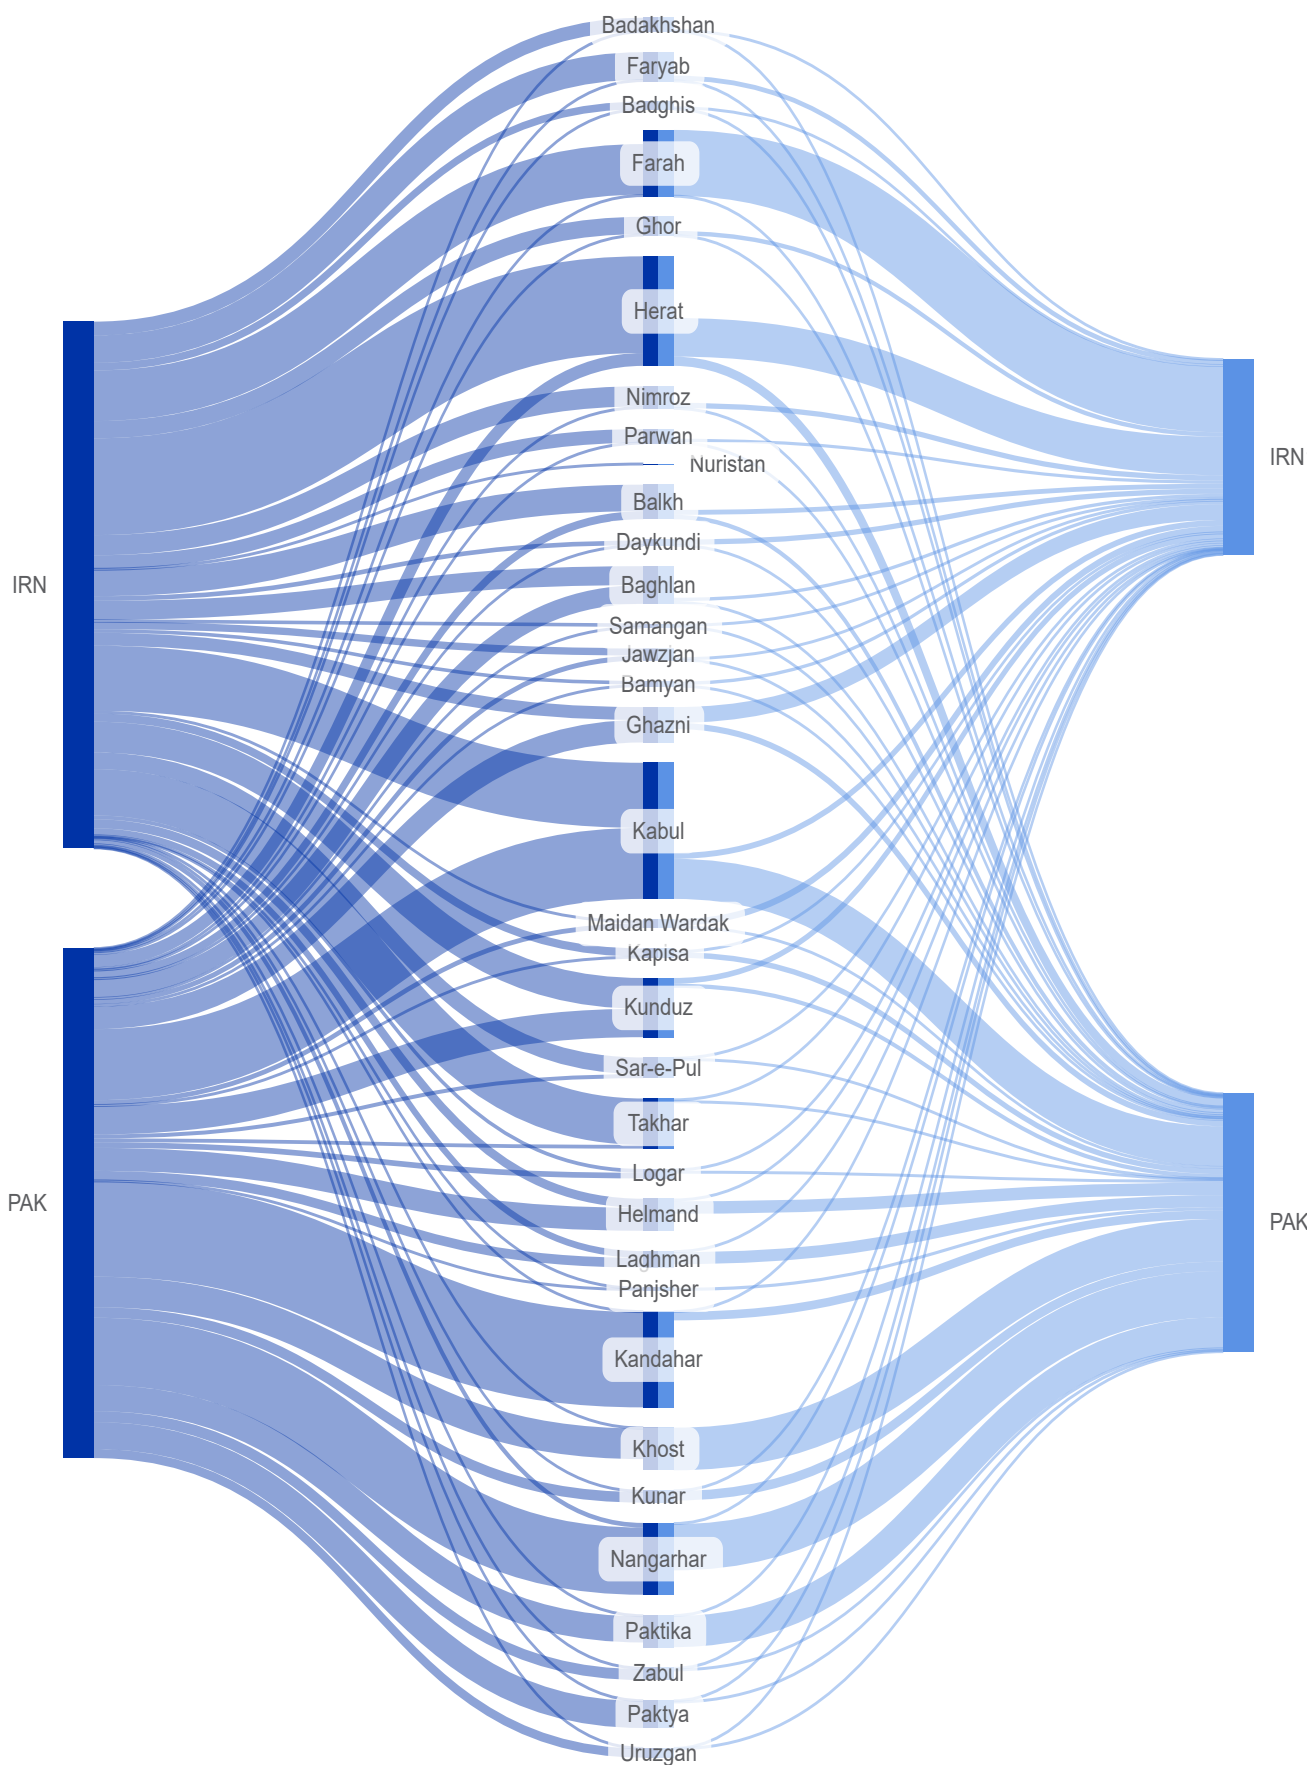 Badakhshan
Faryab
Badghis
Farah
Ghor
Herat
Nimroz
Parwan
Nuristan
IRN
Balkh
Daykundi
IRN
Baghlan
Samangan
Jawzjan
Bamyan
Ghazni
Kabul
Maidan Wardak
Kapisa
Kunduz
Sar-e-Pul
Takhar
Logar
PAK
Helmand
PAK
Laghman
Panjsher
Kandahar
Khost
Kunar
Nangarhar
Paktika
Zabul
Paktya
Uruzgan